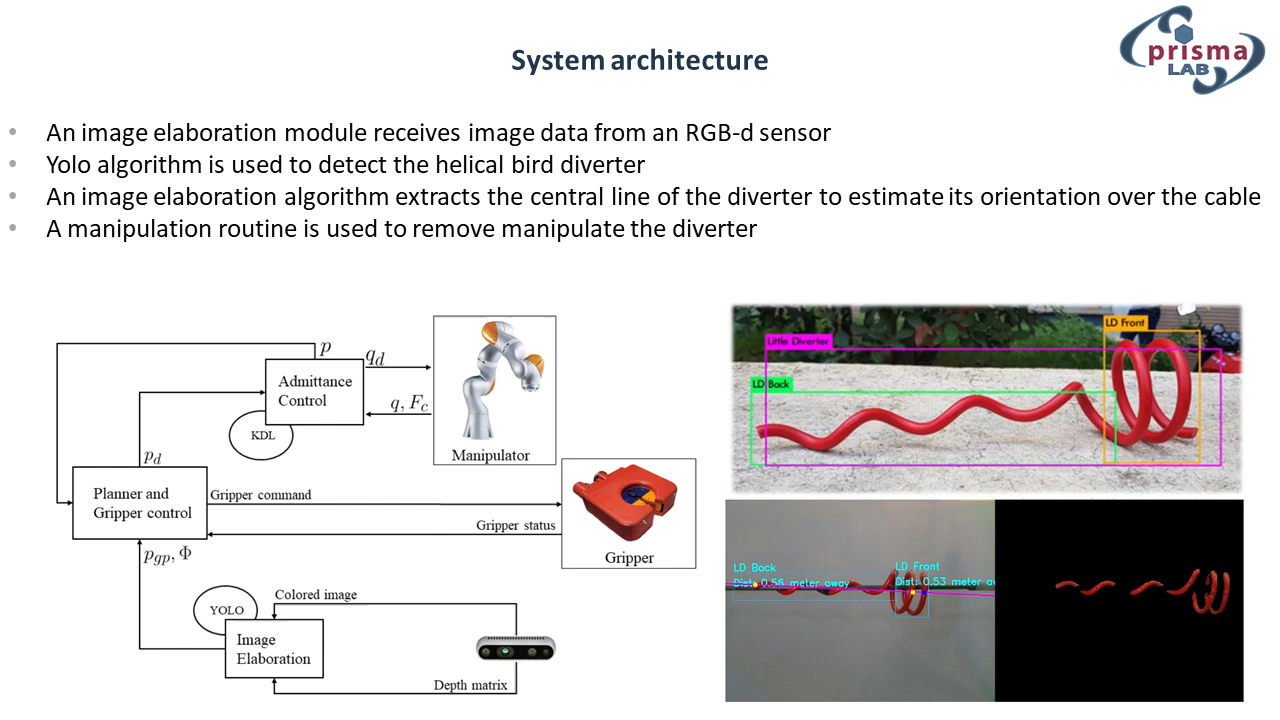 prisma
LAB
System architecture
• An image elaboration module receives image data from an RGB-d sensor
• Yolo algorithm is used to detect the helical bird diverter
• An image elaboration algorithm extracts the central line of the diverter to estimate its orientation over the cable
• A manipulation routine is used to remove manipulate the diverter
p
q_d
Admittance
Control
q, F_c
KDL
Manipulator
p_d
Planner and
Gripper control
Gripper command
Gripper status
Gripper
p_gp, Φ
YOLO
Colored image
Image
Elaboration
Depth matrix
LD Front
Little Diverter
LD Back
LD Back
Dist: 0.56 meter away
LD Front
Dist: 0.53 meter aw